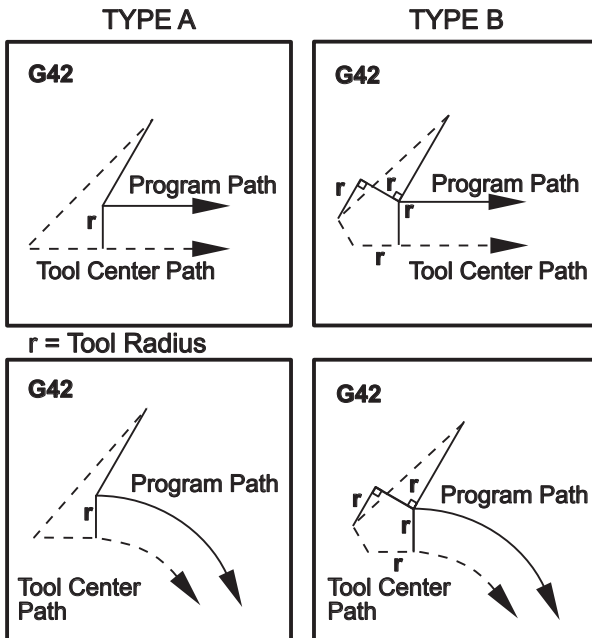 TYPE A
TYPE B
G42
Program Path
r
Tool Center Path
G42
r
r
Program Path
r
r
Tool Center Path
r = Tool Radius
G42
Program Path
r
Tool Center
Path
G42
r
r
Program Path
r
r
Tool Center
Path